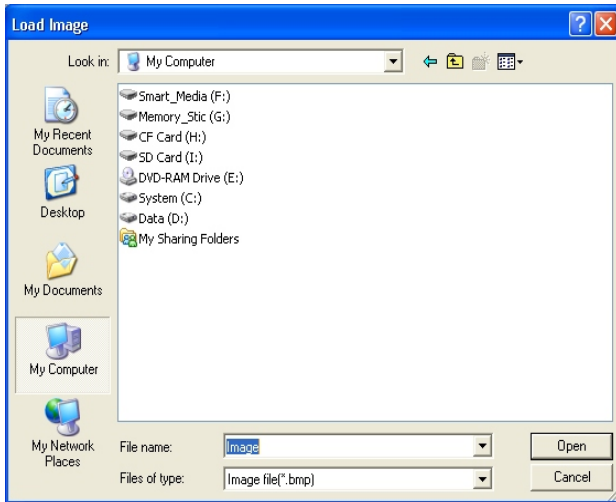 Load Image
Look in: My Computer
My Recent
Documents
Desktop
My Documents
My Computer
My Network
Places
Smart_Media (F:)
Memory_Stic (G:)
CF Card (H:)
SD Card (I:)
DVD-RAM Drive (E:)
System (C:)
Data (D:)
My Sharing Folders
File name: Image Open
Files of type: Image file(*.bmp) Cancel